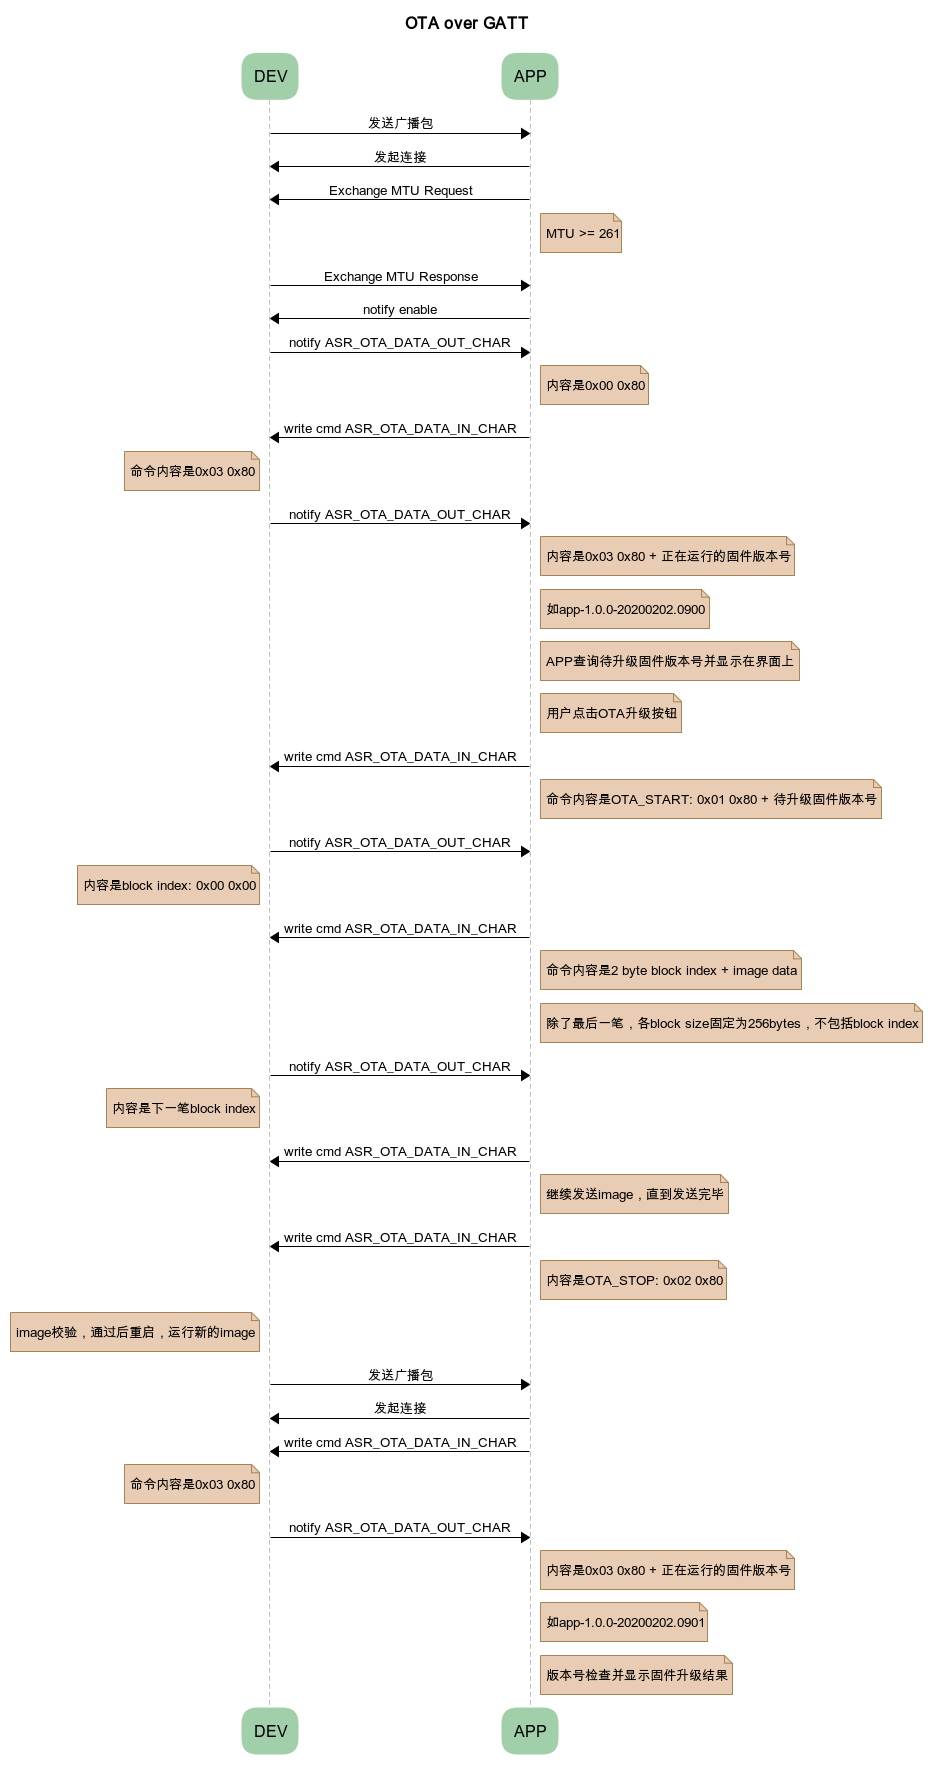 OTA over GATT
DEV
APP
发送广播包
发起连接
Exchange MTU Request
MTU >= 261
Exchange MTU Response
notify enable
notify ASR_OTA_DATA_OUT_CHAR
内容是0x00 0x80
write cmd ASR_OTA_DATA_IN_CHAR
命令内容是0x03 0x80
notify ASR_OTA_DATA_OUT_CHAR
内容是0x03 0x80 + 正在运行的固件版本号
如app-1.0.0-20200202.0900
APP查询待升级固件版本号并显示在界面上
用户点击OTA升级按钮
write cmd ASR_OTA_DATA_IN_CHAR
命令内容是OTA_START: 0x01 0x80 + 待升级固件版本号
notify ASR_OTA_DATA_OUT_CHAR
内容是block index: 0x00 0x00
write cmd ASR_OTA_DATA_IN_CHAR
命令内容是2 byte block index + image data
除了最后一笔，各block size固定为256bytes，不包括block index
notify ASR_OTA_DATA_OUT_CHAR
内容是下一笔block index
write cmd ASR_OTA_DATA_IN_CHAR
继续发送image，直到发送完毕
write cmd ASR_OTA_DATA_IN_CHAR
内容是OTA_STOP: 0x02 0x80
image校验，通过后重启，运行新的image
发送广播包
发起连接
write cmd ASR_OTA_DATA_IN_CHAR
命令内容是0x03 0x80
notify ASR_OTA_DATA_OUT_CHAR
内容是0x03 0x80 + 正在运行的固件版本号
如app-1.0.0-20200202.0901
版本号检查并显示固件升级结果
DEV
APP